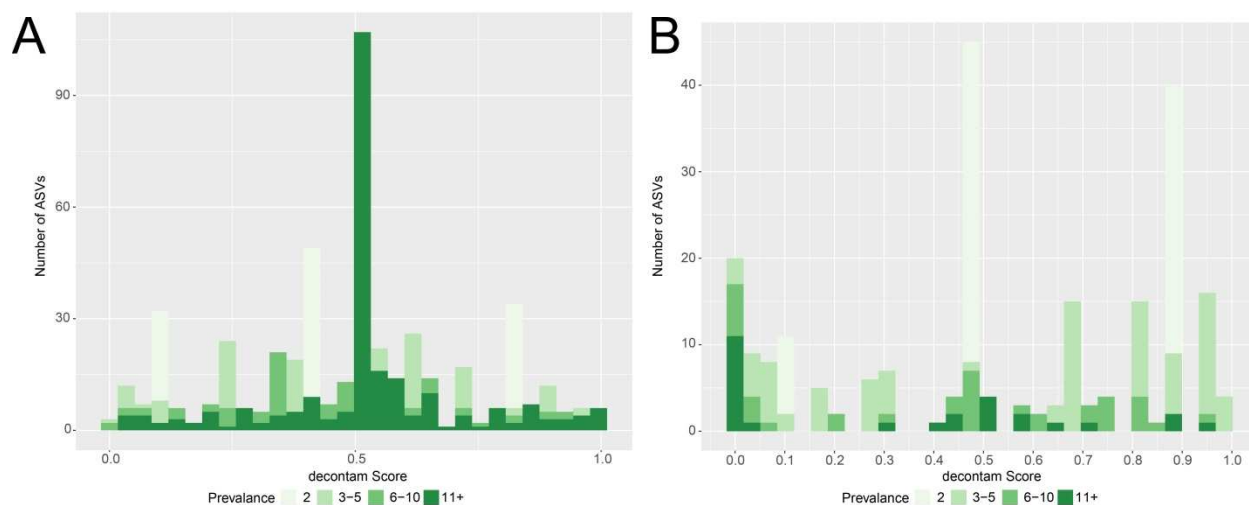 A
B
Number of ASVs
90
60
30
0
0.0
0.5
1.0
decontam Score
Prevalance 2 3−5 6−10 11+
Number of ASVs
40
30
20
10
0
0.0 0.1 0.2 0.3 0.4 0.5 0.6 0.7 0.8 0.9 1.0
decontam Score
Prevalance 2 3−5 6−10 11+